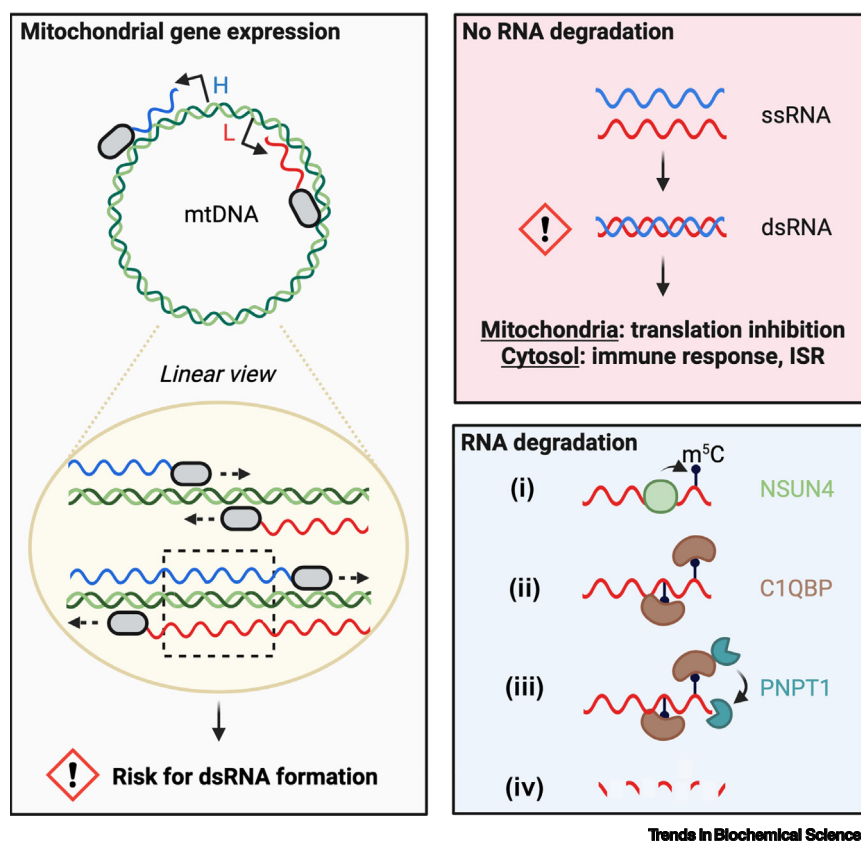 Mitochondrial gene expression
H
L
mtDNA
Linear view
! Risk for dsRNA formation
No RNA degradation
ssRNA
! dsRNA
Mitochondria: translation inhibition
Cytosol: immune response, ISR
RNA degradation
m⁵C
(i) NSUN4
(ii) C1QBP
(iii) PNPT1
(iv)
Trends in Biochemical Sciences